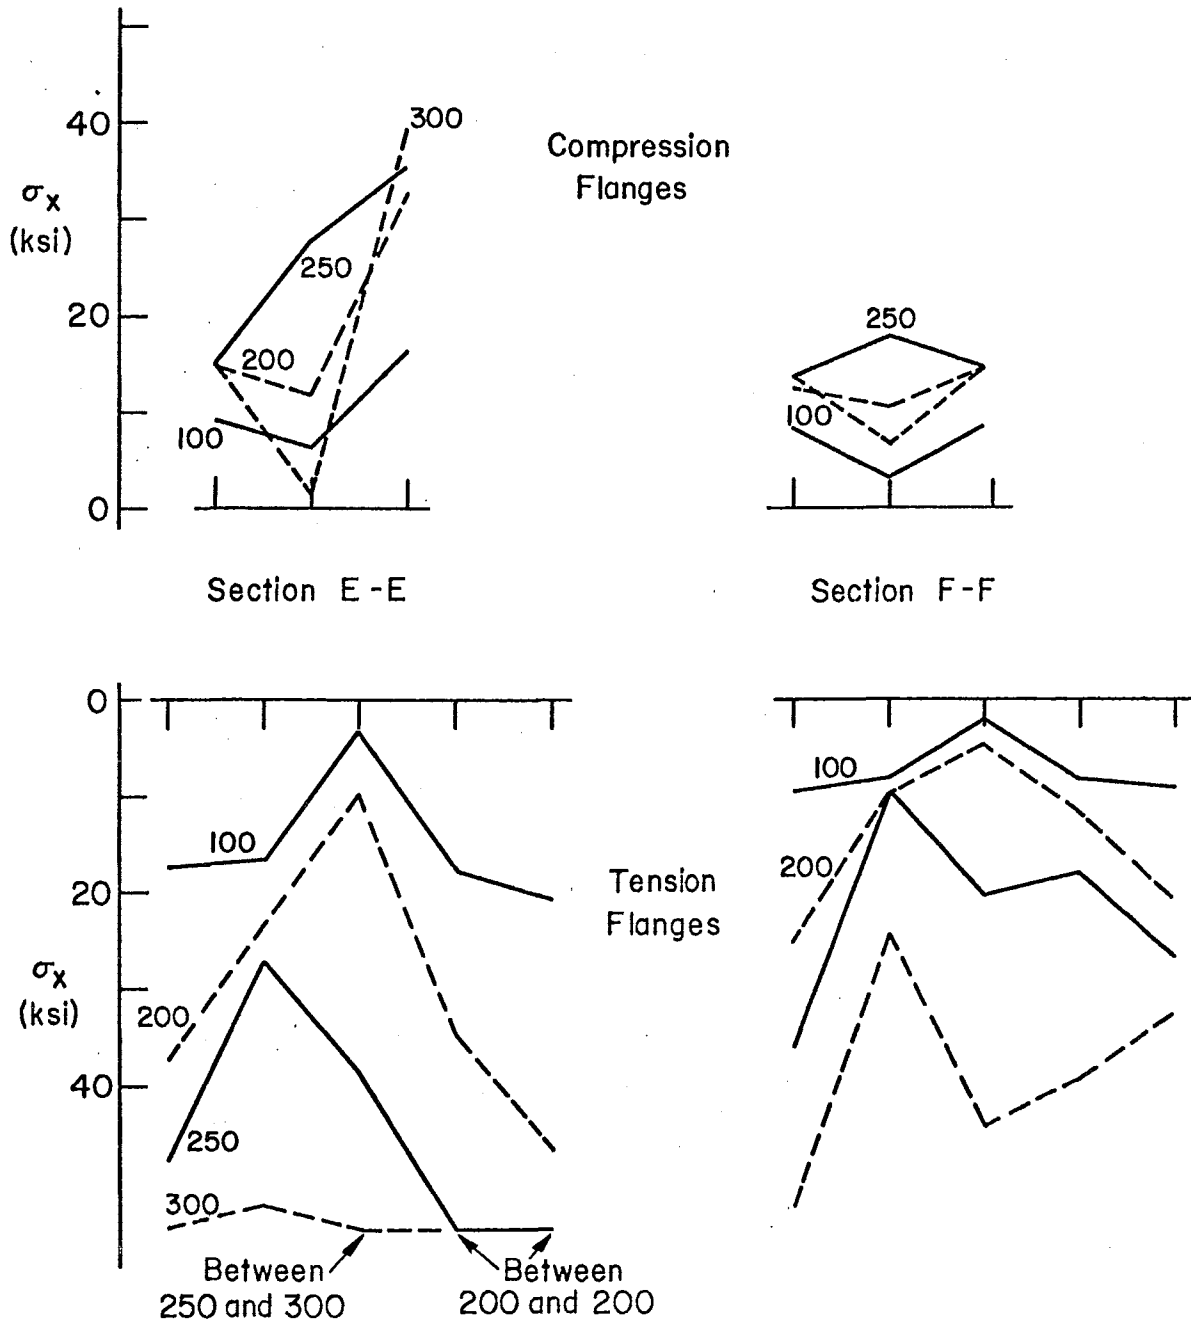 40
300
Compression
Flanges
σx
(ksi)
250
20
250
200
100
100
0
Section E-E
Section F-F
0
100
100
200
20
Tension
Flanges
σx
(ksi)
200
40
250
300
Between
250 and 300
Between
200 and 200